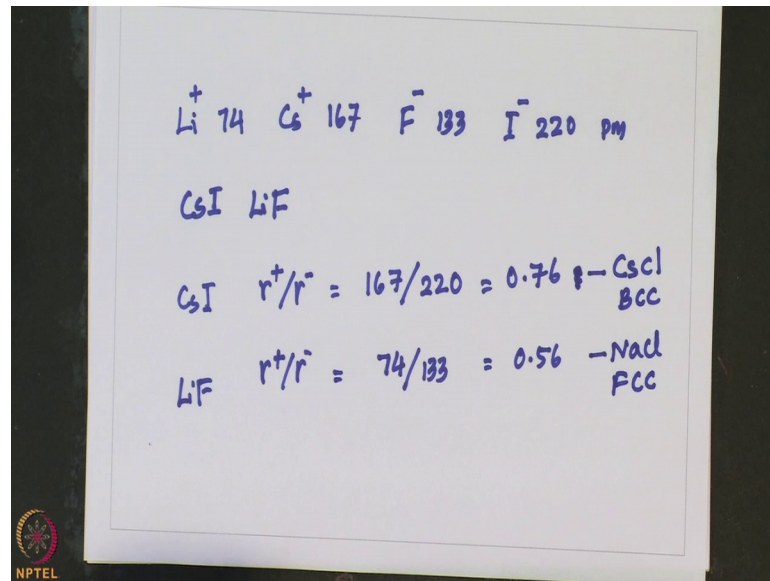 Li⁺ 74 Cs⁺ 167 F⁻ 133 I⁻ 220 pm
CsI LiF
CsI r⁺/r⁻ = 167/220 = 0.76 - CsCl
BCC
LiF r⁺/r⁻ = 74/133 = 0.56 - NaCl
FCC
NPTEL